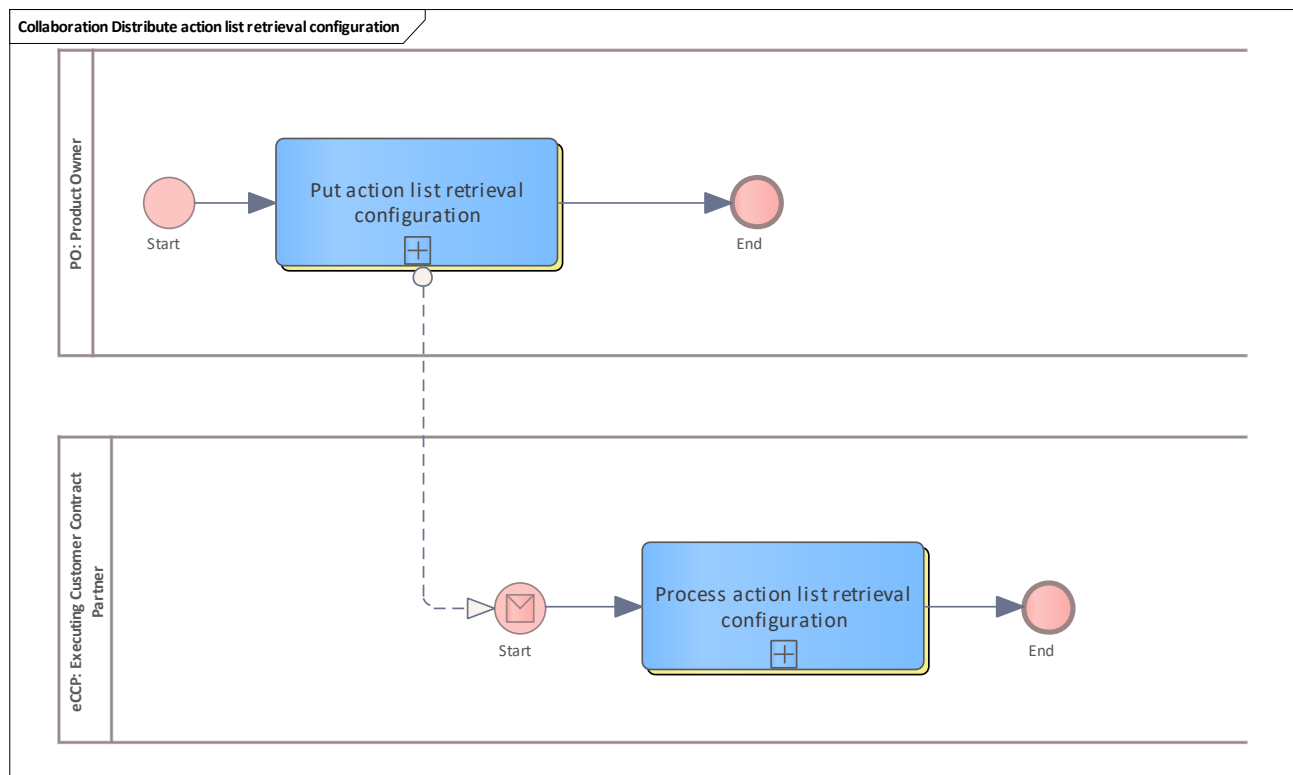 Collaboration Distribute action list retrieval configuration
PO: Product Owner
Put action list retrieval
configuration
Start
End
eCCP: Executing Customer Contract
Partner
Process action list retrieval
configuration
Start
End